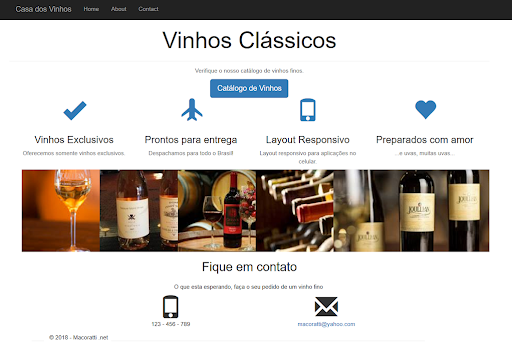 Casa dos Vinhos Home About Contact
Vinhos Clássicos
Verifique o nosso catálogo de vinhos finos.
Catálogo de Vinhos
Vinhos Exclusivos Prontos para entrega Layout Responsivo Preparados com amor
Oferecemos somente vinhos exclusivos. Despachamos para todo o Brasil! Layout responsivo para aplicações no ...e uvas, muitas uvas...
celular.
Fique em contato
O que esta esperando, faça o seu pedido de um vinho fino
123 - 456 - 789 macoratti@yahoo.com
© 2018 - Macoratti .net